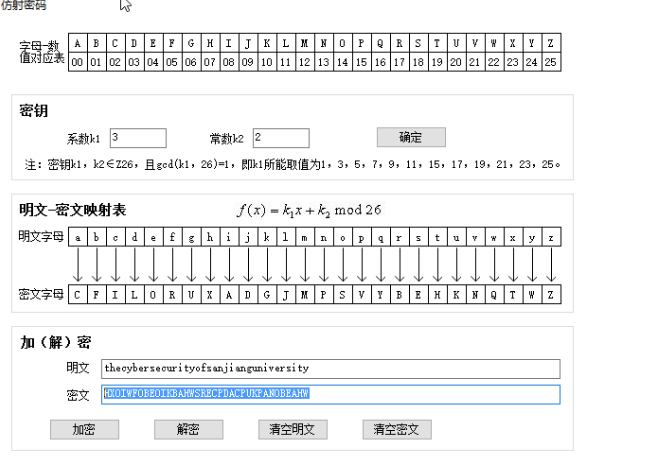 仿射密码
字母-数值对应表 A B C D E F G H I J K L M N O P Q R S T U V W X Y Z
00 01 02 03 04 05 06 07 08 09 10 11 12 13 14 15 16 17 18 19 20 21 22 23 24 25
密钥
系数k1 3 常数k2 2 确定
注：密钥k1，k2∈Z26，且gcd(k1，26)=1，即k1所能取值为1，3，5，7，9，11，15，17，19，21，23，25。
明文-密文映射表 f(x) = k₁x + k₂ mod 26
明文字母 a b c d e f g h i j k l m n o p q r s t u v w x y z
密文字母 C F I L O R U X A D G J M P S V Y B E H K N Q T W Z
加（解）密
明文 thecybersecurityofsanjianguniversity
密文 HXOIWFOBEOIKBAHWSRECPDACPUKPANOBEAHW
加密 解密 清空明文 清空密文